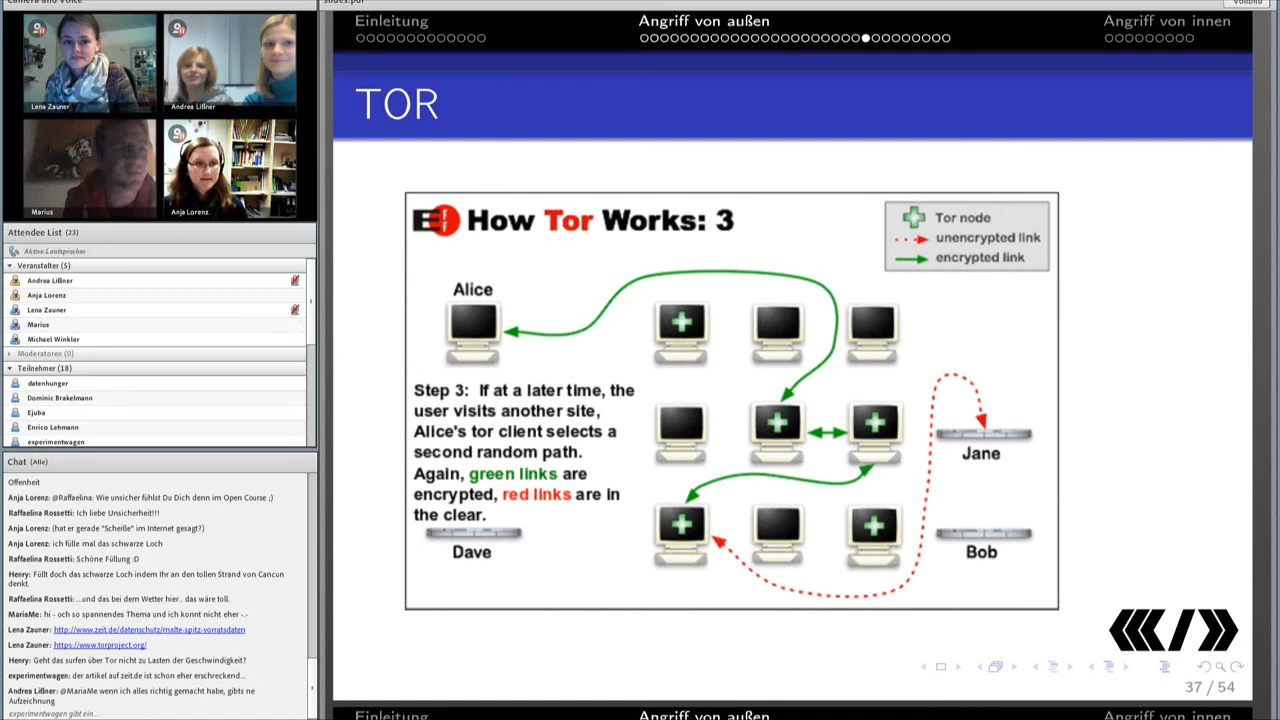 Camera and Voice
Lena Zauner
Andrea Lißner
Marius
Anja Lorenz
Attendee List (23)
Aktive Lautsprecher
Veranstalter (5)
Andrea Lißner
Anja Lorenz
Lena Zauner
Marius
Michael Winkler
Moderatoren (0)
Teilnehmer (18)
datenhunger
Dominic Brakelmann
Ejuba
Enrico Lehmann
experimentwagen
Chat (Alle)
Offenheit
Anja Lorenz: @Raffaelina: Wie unsicher fühlst Du Dich denn im Open Course ;)
Raffaelina Rossetti: Ich liebe Unsicherheit!!!
Anja Lorenz: (hat er gerade "Scheiße" im Internet gesagt?)
Anja Lorenz: ich fülle mal das schwarze Loch
Raffaelina Rossetti: Schöne Füllung :D
Henry: Füllt doch das schwarze Loch indem Ihr an den tollen Strand von Cancun
denkt.
Raffaelina Rossetti: ...und das bei dem Wetter hier.. das wäre toll.
MariaMe: hi - och so spannendes Thema und ich konnt nicht eher -.-
Lena Zauner: http://www.zeit.de/datenschutz/malte-spitz-vorratsdaten
Lena Zauner: https://www.torproject.org/
Henry: Geht das surfen über Tor nicht zu Lasten der Geschwindigkeit?
experimentwagen: der artikel auf zeit.de ist schon eher erschreckend...
Andrea Lißner: @MariaMe wenn ich alles richtig gemacht habe, gibts ne
Aufzeichnung
experimentwagen gibt ein...
slides.pdf
Vollbild
Einleitung
Angriff von außen
Angriff von innen
TOR
EFF How Tor Works: 3
Tor node
unencrypted link
encrypted link
Alice
Step 3: If at a later time, the
user visits another site,
Alice's tor client selects a
second random path.
Again, green links are
encrypted, red links are in
the clear.
Dave
Jane
Bob
37 / 54
Einleitung
Angriff von außen
Angriff von innen